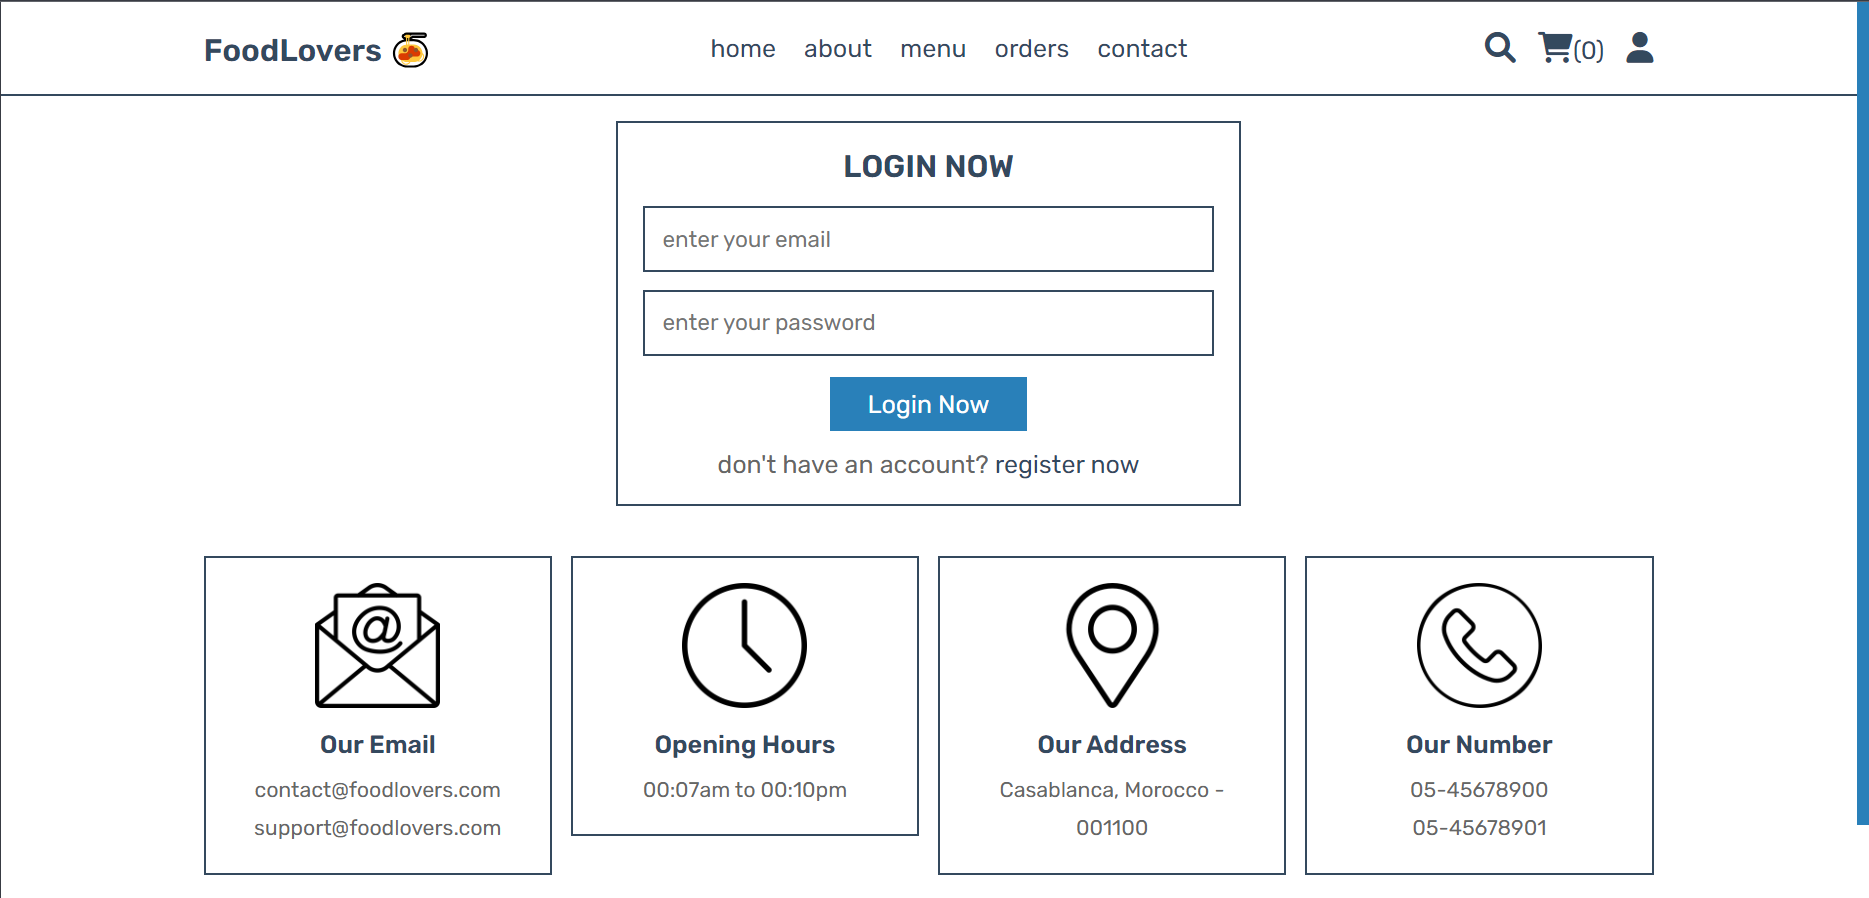 FoodLovers
home about menu orders contact
(0)
LOGIN NOW
enter your email
enter your password
Login Now
don't have an account? register now
Our Email
contact@foodlovers.com
support@foodlovers.com
Opening Hours
00:07am to 00:10pm
Our Address
Casablanca, Morocco -
001100
Our Number
05-45678900
05-45678901